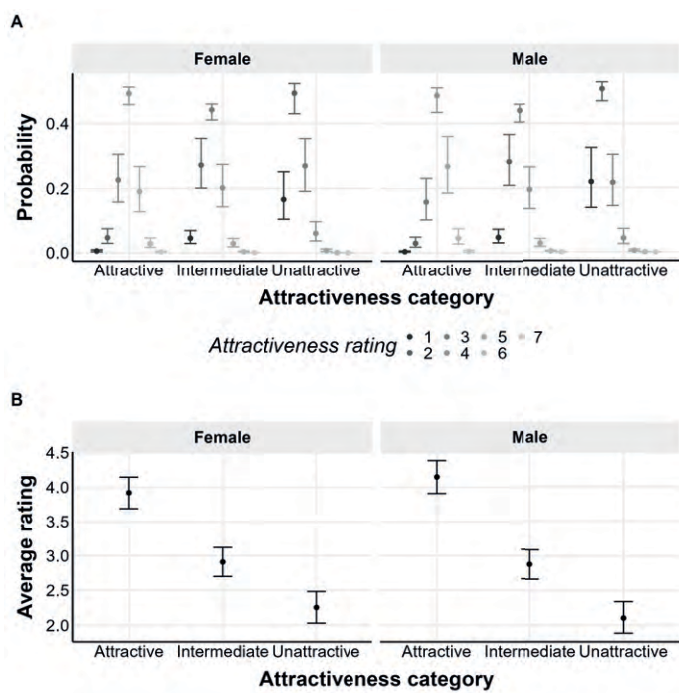 A
Female Male
Probability
0.4
0.2
0.0
Attractive Intermediate Unattractive Attractive Intermediate Unattractive
Attractiveness category
Attractiveness rating 1 3 5 7
2 4 6
B
Female Male
Average rating
4.5
4.0
3.0
2.5
2.0
Attractive Intermediate Unattractive Attractive Intermediate Unattractive
Attractiveness category